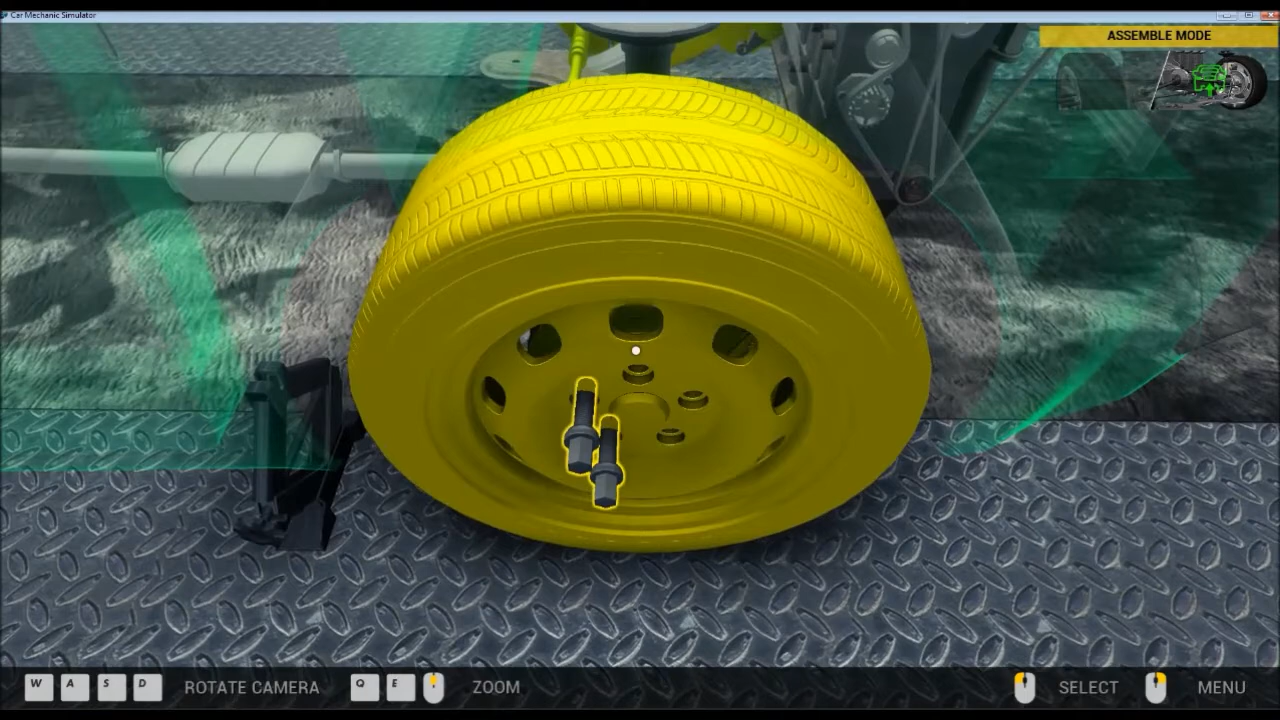 Car Mechanic Simulator
ASSEMBLE MODE
W A S D ROTATE CAMERA Q E ZOOM SELECT MENU